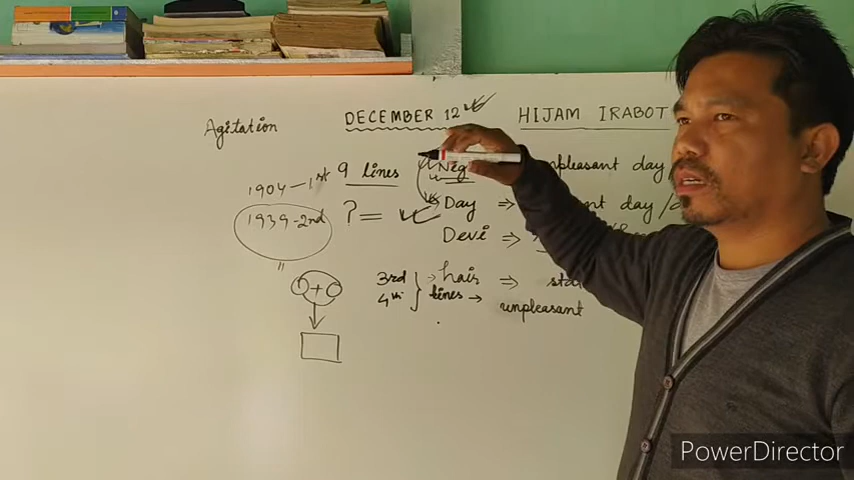 Agitation
DECEMBER 12
HIJAM IRABOT
1904 - 1st
9 lines
Neg
unpleasant day
1939 - 2nd
? =
Day ⇒
pleasant day/
Devi ⇒
+
3rd
→ hair ⇒
4th
lines → unpleasant
PowerDirector